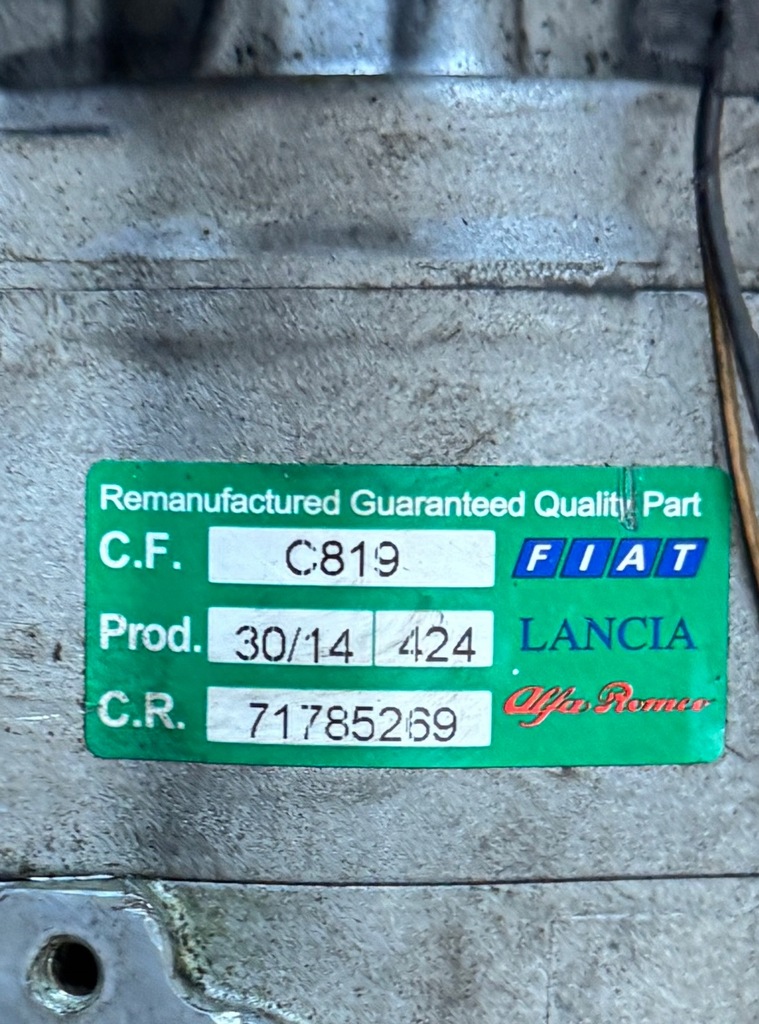 Remanufactured Guaranteed Quality Part
C.F. C819 FIAT
Prod. 30/14 424 LANCIA
C.R. 71785269 Alfa Romeo